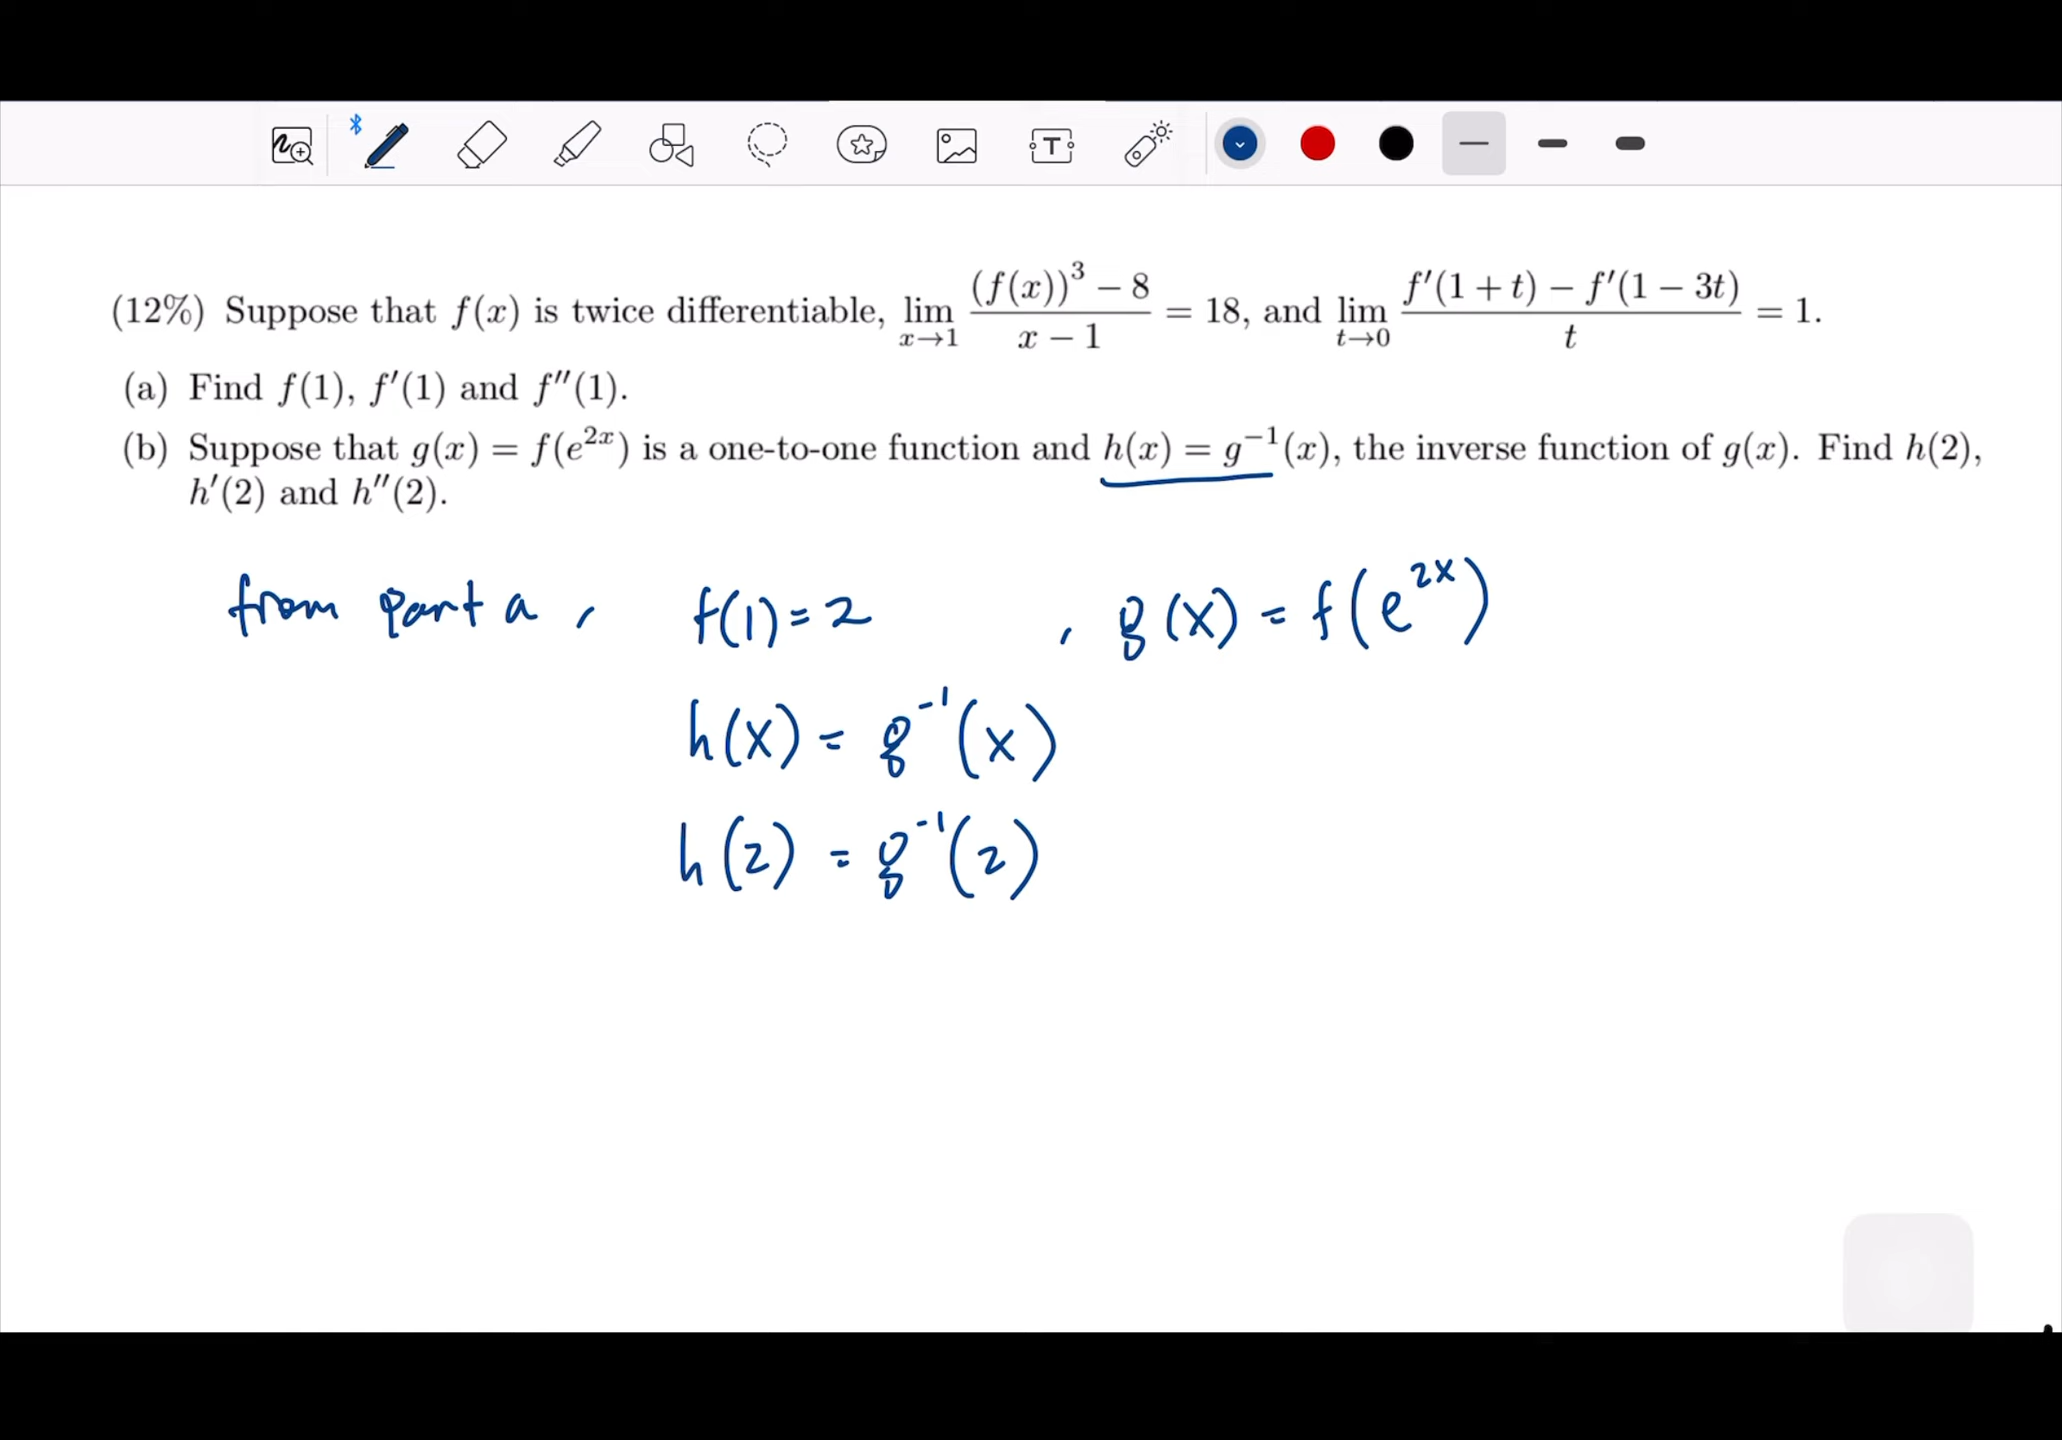 (12%) Suppose that f(x) is twice differentiable, lim_{x→1} ((f(x))³ − 8)/(x − 1) = 18, and lim_{t→0} (f′(1 + t) − f′(1 − 3t))/t = 1.
(a) Find f(1), f′(1) and f″(1).
(b) Suppose that g(x) = f(e^{2x}) is a one-to-one function and h(x) = g⁻¹(x), the inverse function of g(x). Find h(2),
h′(2) and h″(2).
from part a, f(1) = 2, g(x) = f(e^{2x})
h(x) = g⁻¹(x)
h(2) = g⁻¹(2)